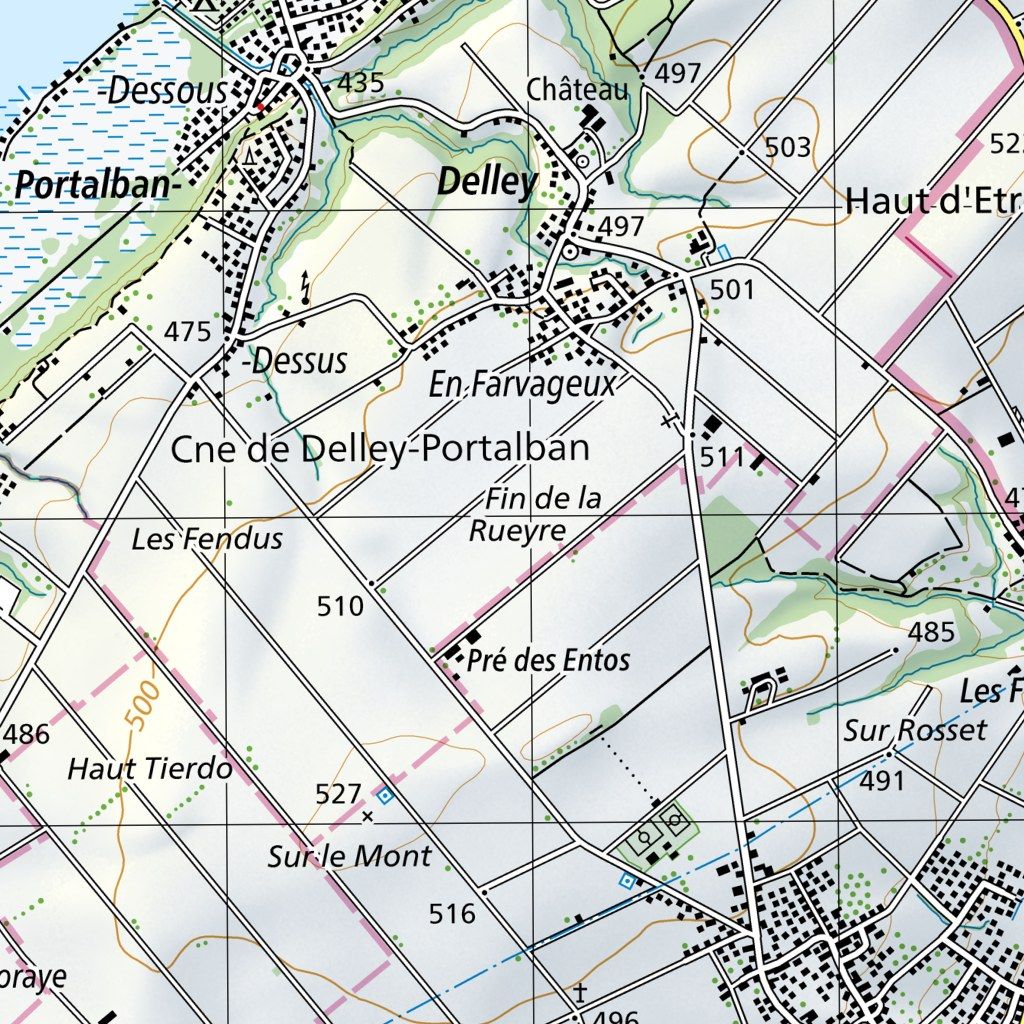 -Dessous
435
Château
497
503
Portalban-
Delley
Haut d'Etr
497
501
475
-Dessus
En Farvageux
Cne de Delley-Portalban
511
Fin de la
Rueyre
Les Fendus
510
485
Pré des Entos
500
486
Sur Rosset
Haut Tierdo
527
491
Sur le Mont
516
oraye
496